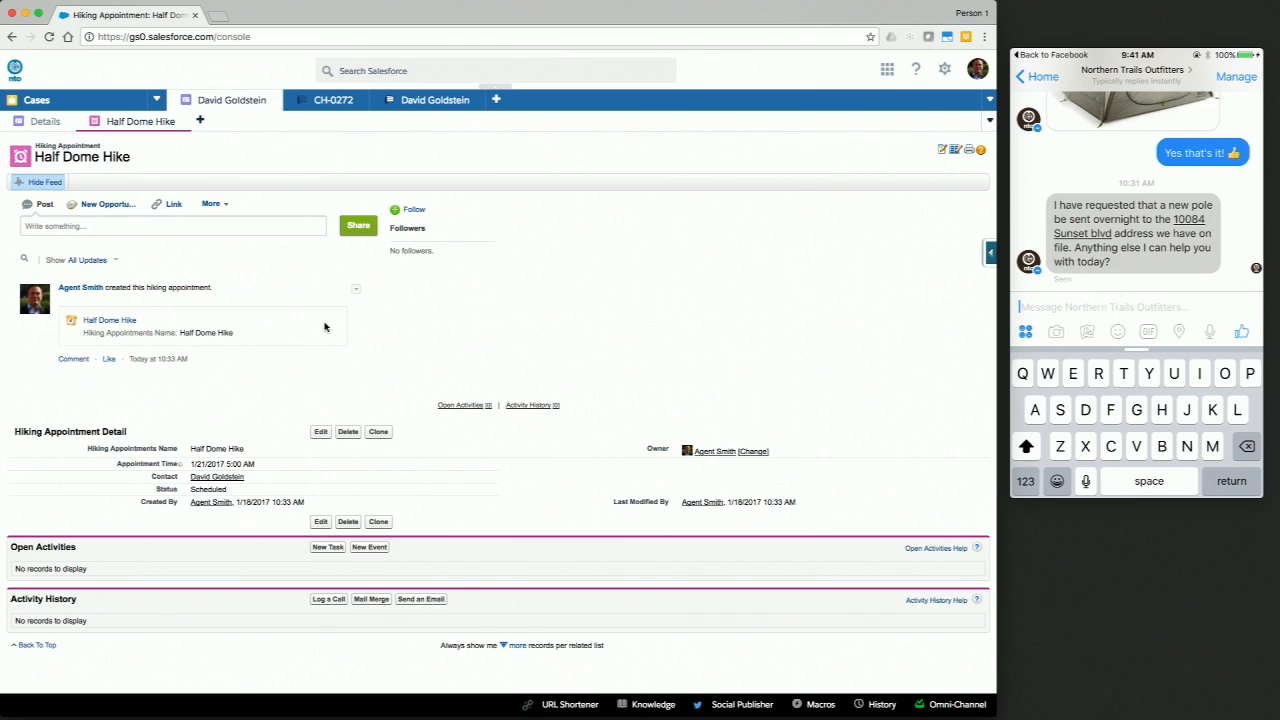 Hiking Appointment: Half Do
Person 1
https://gs0.salesforce.com/console
nto
Search Salesforce
Cases
David Goldstein
CH-0272
David Goldstein
Details
Half Dome Hike
Hiking Appointment
Half Dome Hike
Hide Feed
Post
New Opportu...
Link
More
Write something...
Share
Follow
Followers
No followers.
Show All Updates
Agent Smith created this hiking appointment.
Half Dome Hike
Hiking Appointments Name: Half Dome Hike
Comment · Like · Today at 10:33 AM
Open Activities [0] | Activity History [0]
Hiking Appointment Detail
Edit Delete Clone
Hiking Appointments Name Half Dome Hike
Owner Agent Smith [Change]
Appointment Time 1/21/2017 5:00 AM
Contact David Goldstein
Status Scheduled
Created By Agent Smith, 1/18/2017 10:33 AM
Last Modified By Agent Smith, 1/18/2017 10:33 AM
Edit Delete Clone
Open Activities
New Task New Event
Open Activities Help ?
No records to display
Activity History
Log a Call Mail Merge Send an Email
Activity History Help ?
No records to display
Back To Top
Always show me more records per related list
URL Shortener
Knowledge
Social Publisher
Macros
History
Omni-Channel
Back to Facebook
9:41 AM
100%
Home
Northern Trails Outfitters >
Typically replies instantly
Manage
nto
Yes that's it! 👍
10:31 AM
I have requested that a new pole
be sent overnight to the 10084
Sunset blvd address we have on
file. Anything else I can help you
with today?
nto
Seen
Message Northern Trails Outfitters...
GIF
Q W E R T Y U I O P
A S D F G H J K L
Z X C V B N M
123
space
return